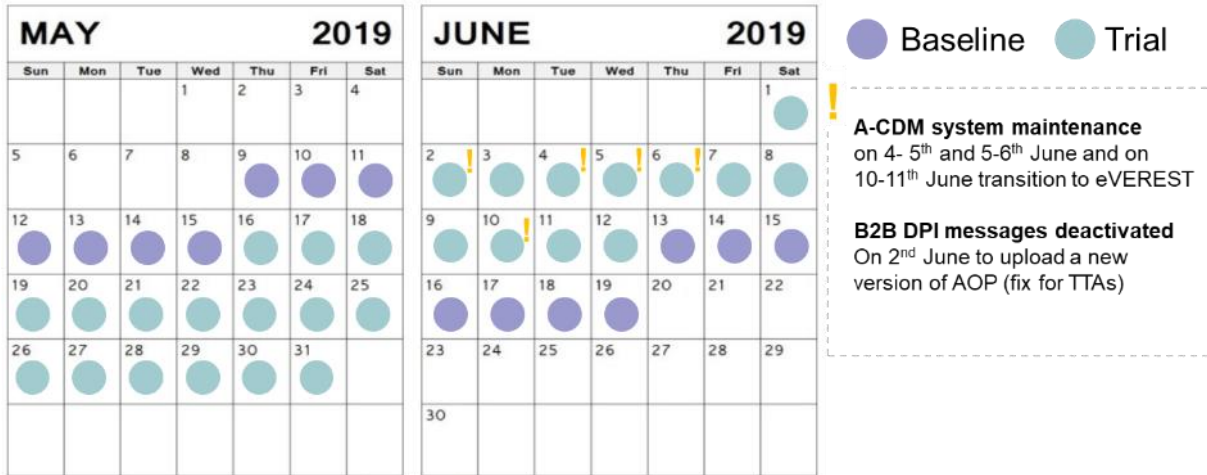 MAY 2019
Sun Mon Tue Wed Thu Fri Sat
1 2 3 4
5 6 7 8 9 10 11
12 13 14 15 16 17 18
19 20 21 22 23 24 25
26 27 28 29 30 31
JUNE 2019
Sun Mon Tue Wed Thu Fri Sat
1
2 ! 3 4 ! 5 ! 6 ! 7 8
9 10 ! 11 12 13 14 15
16 17 18 19 20 21 22
23 24 25 26 27 28 29
30
Baseline Trial
!
A-CDM system maintenance
on 4- 5th and 5-6th June and on
10-11th June transition to eVEREST
B2B DPI messages deactivated
On 2nd June to upload a new
version of AOP (fix for TTAs)